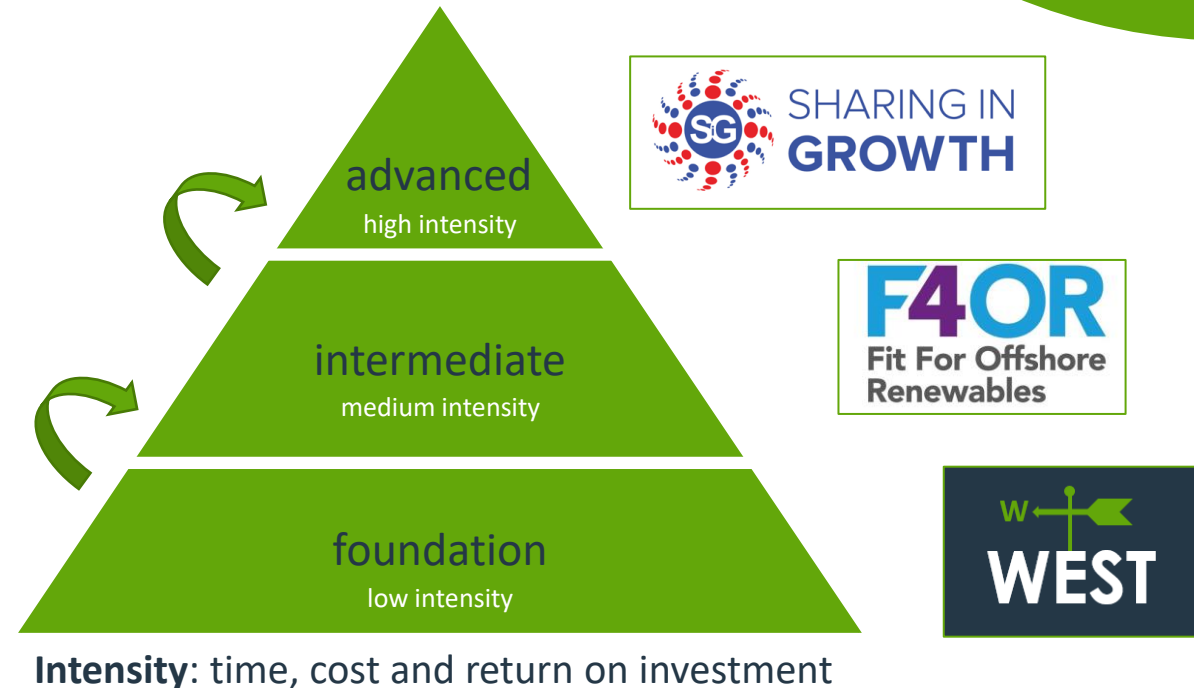 advanced
high intensity
SiG
SHARING IN
GROWTH
intermediate
medium intensity
F4OR
Fit For Offshore
Renewables
foundation
low intensity
W
WEST
Intensity: time, cost and return on investment